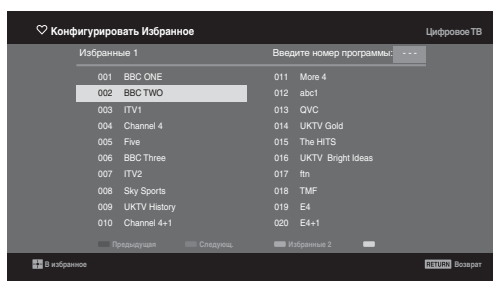 Конфигурировать Избранное Цифровое ТВ
Избранные 1 Введите номер программы: - - -
001 BBC ONE 011 More 4
002 BBC TWO 012 abc1
003 ITV1 013 QVC
004 Channel 4 014 UKTV Gold
005 Five 015 The HITS
006 BBC Three 016 UKTV Bright Ideas
007 ITV2 017 ftn
008 Sky Sports 018 TMF
009 UKTV History 019 E4
010 Channel 4+1 020 E4+1
Предыдущая Следующ. Избранные 2
В избранное RETURN Возврат